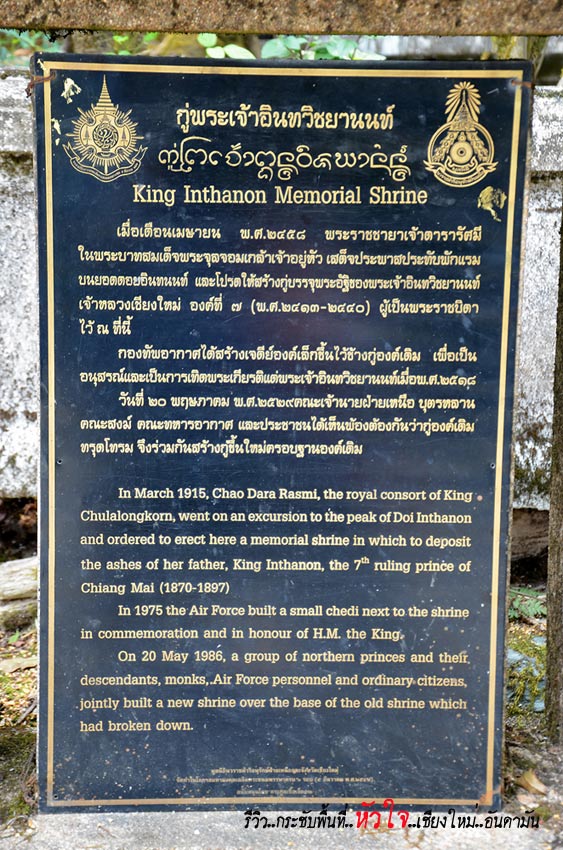 กู่พระเจ้าอินทวิชยานนท์
King Inthanon Memorial Shrine
เมื่อเดือนเมษายน พ.ศ.๒๔๕๘ พระราชชายาเจ้าดารารัศมี
ในพระบาทสมเด็จพระจุลจอมเกล้าเจ้าอยู่หัว เสด็จประพาสประทับพักแรม
บนยอดดอยอินทนนท์ และโปรดให้สร้างกู่บรรจุพระอัฐิของพระเจ้าอินทวิชยานนท์
เจ้าหลวงเชียงใหม่ องค์ที่ ๗ (พ.ศ.๒๔๑๓-๒๔๔๐) ผู้เป็นพระราชบิดา
ไว้ ณ ที่นี้
กองทัพอากาศได้สร้างเจดีย์องค์เล็กขึ้นไว้ข้างกู่องค์เดิม เพื่อเป็น
อนุสรณ์และเป็นการเทิดพระเกียรติแด่พระเจ้าอินทวิชยานนท์เมื่อพ.ศ.๒๕๑๘
วันที่ ๒๐ พฤษภาคม พ.ศ.๒๕๒๙คณะเจ้านายฝ่ายเหนือ บุตรหลาน
คณะสงฆ์ คณะทหารอากาศ และประชาชนได้เห็นพ้องต้องกันว่ากู่องค์เดิม
ทรุดโทรม จึงร่วมกันสร้างกู่ขึ้นใหม่ครอบฐานองค์เดิม
In March 1915, Chao Dara Rasmi, the royal consort of King
Chulalongkorn, went on an excursion to the peak of Doi Inthanon
and ordered to erect here a memorial shrine in which to deposit
the ashes of her father, King Inthanon, the 7th ruling prince of
Chiang Mai (1870-1897)
In 1975 the Air Force built a small chedi next to the shrine
in commemoration and in honour of H.M. the King.
On 20 May 1986, a group of northern princes and their
descendants, monks, Air Force personnel and ordinary citizens,
jointly built a new shrine over the base of the old shrine which
had broken down.
รีวิว..กระชับพื้นที่..หัวใจ..เชียงใหม่..อันดามัน